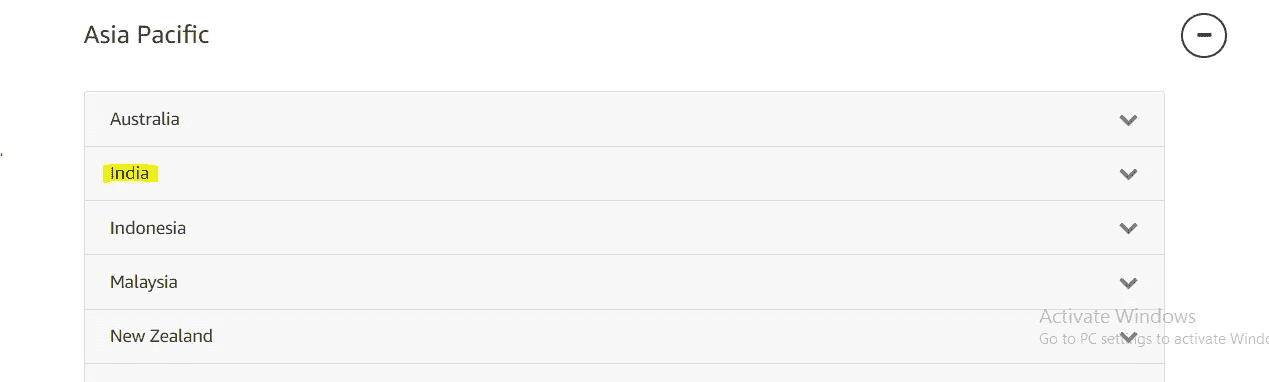 Asia Pacific
Australia
India
Indonesia
Malaysia
New Zealand
Activate Windows
Go to PC settings to activate Windo